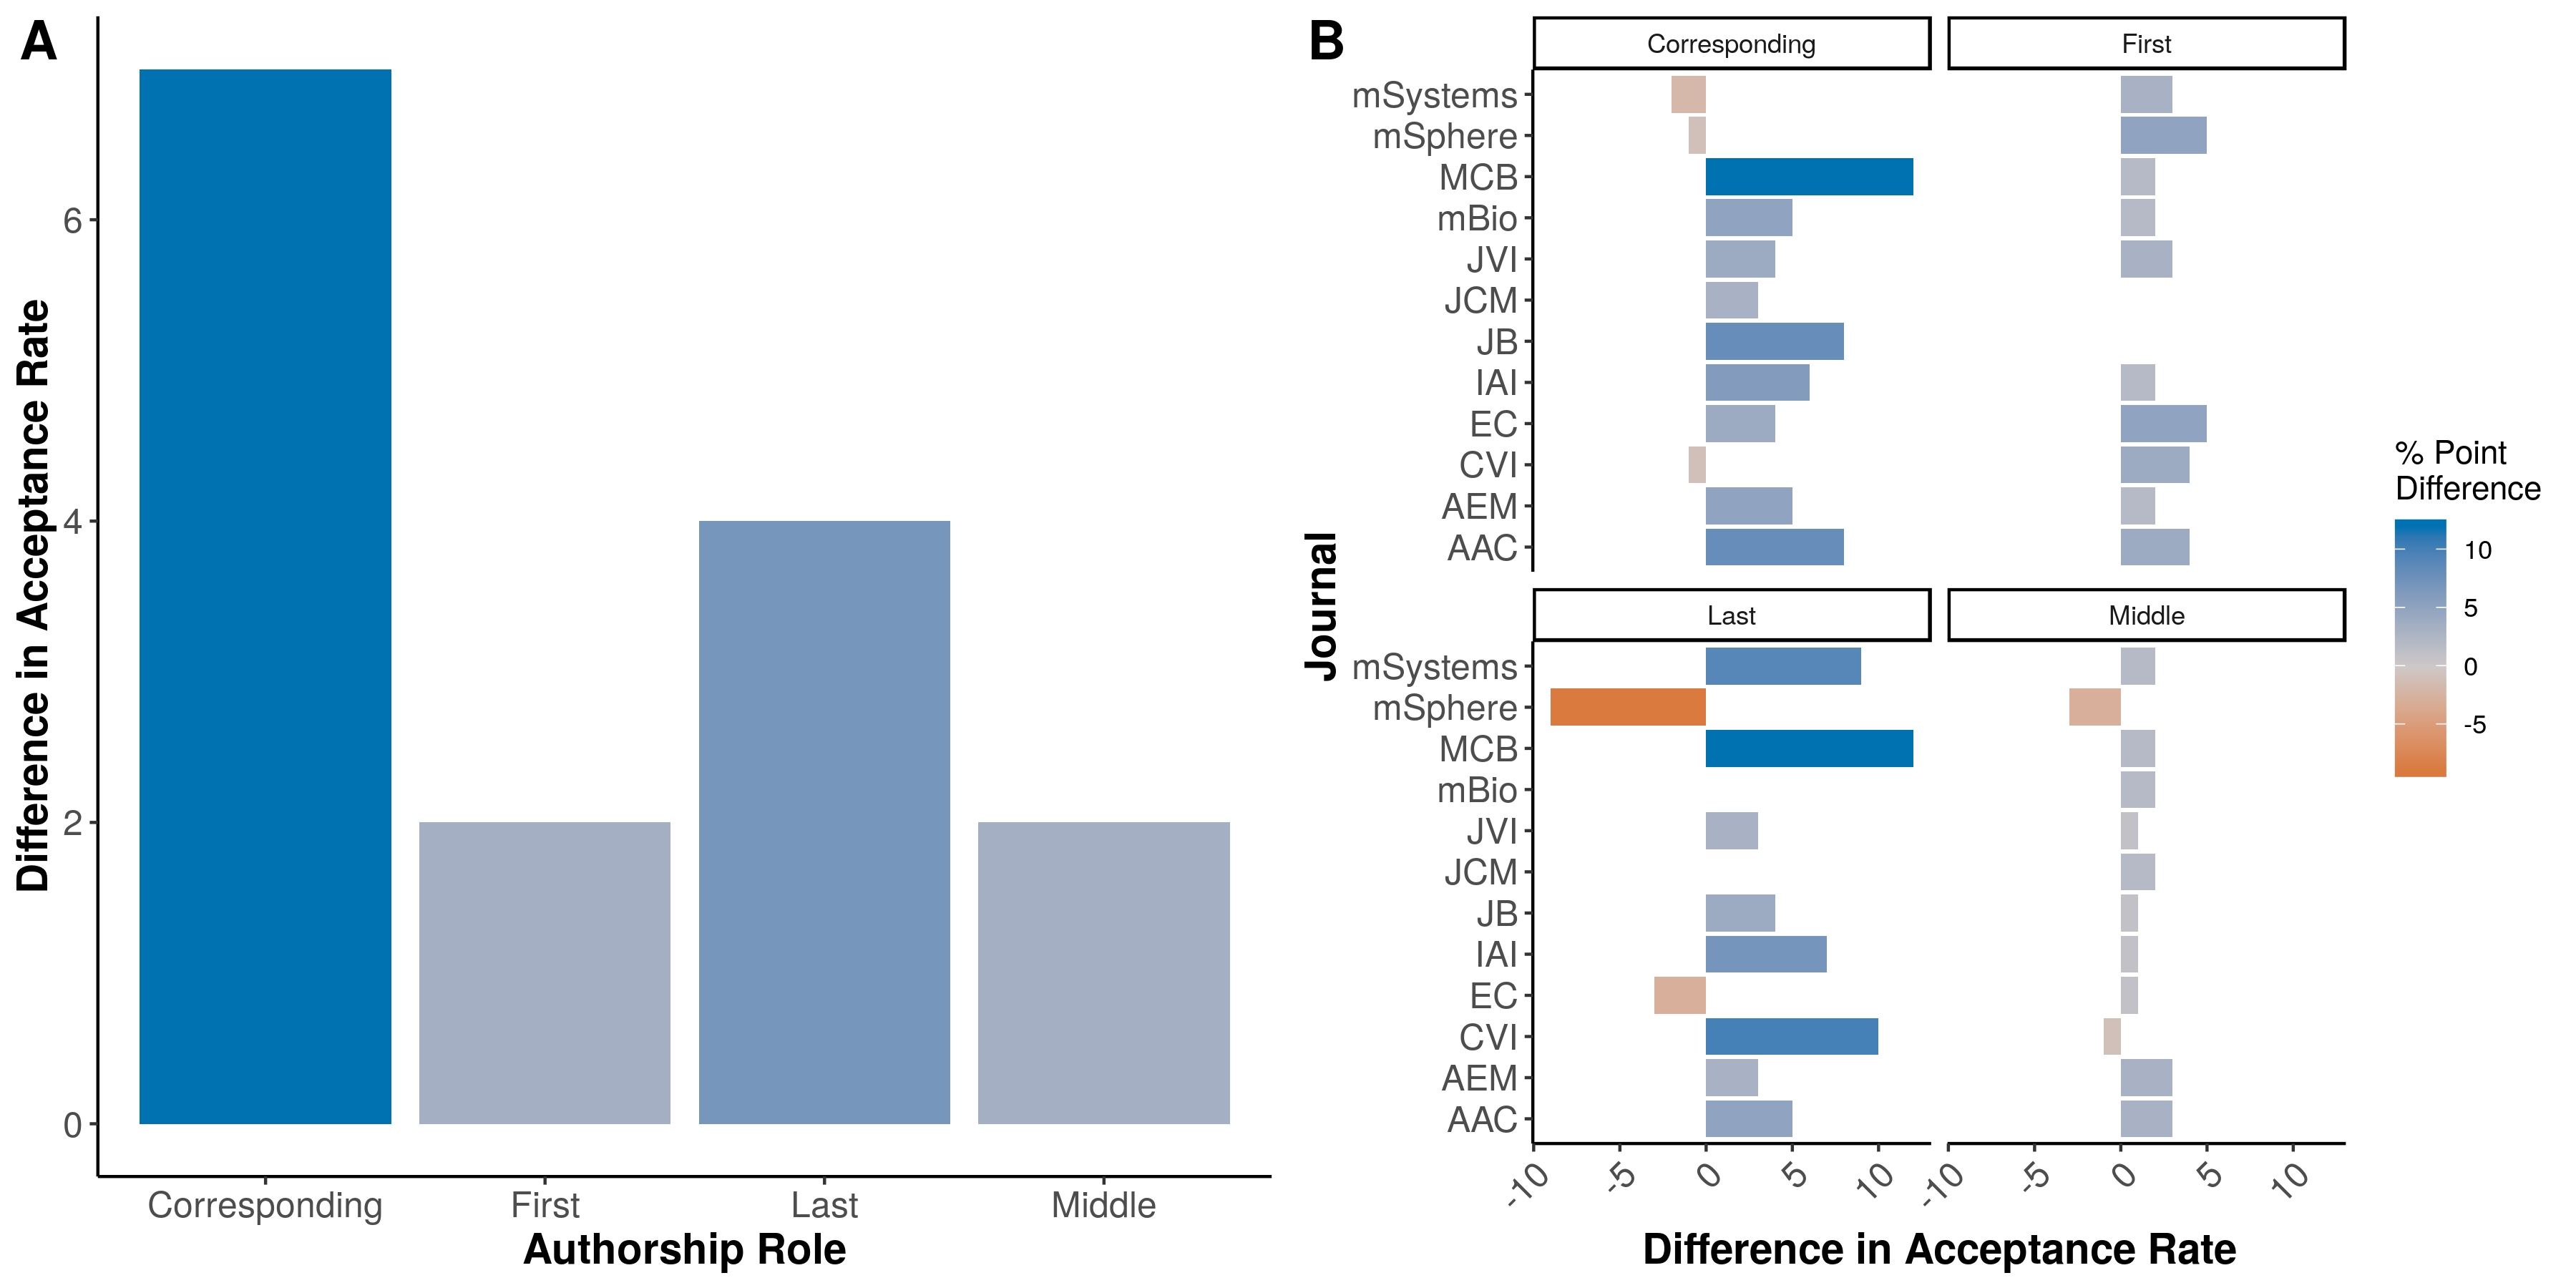 A
Difference in Acceptance Rate
6
4
2
0
Corresponding
First
Last
Middle
Authorship Role
B
Journal
Corresponding
First
mSystems
mSphere
MCB
mBio
JVI
JCM
JB
IAI
EC
CVI
AEM
AAC
Last
Middle
mSystems
mSphere
MCB
mBio
JVI
JCM
JB
IAI
EC
CVI
AEM
AAC
-10
-5
0
5
10
-10
-5
0
5
10
Difference in Acceptance Rate
% Point
Difference
10
5
0
-5